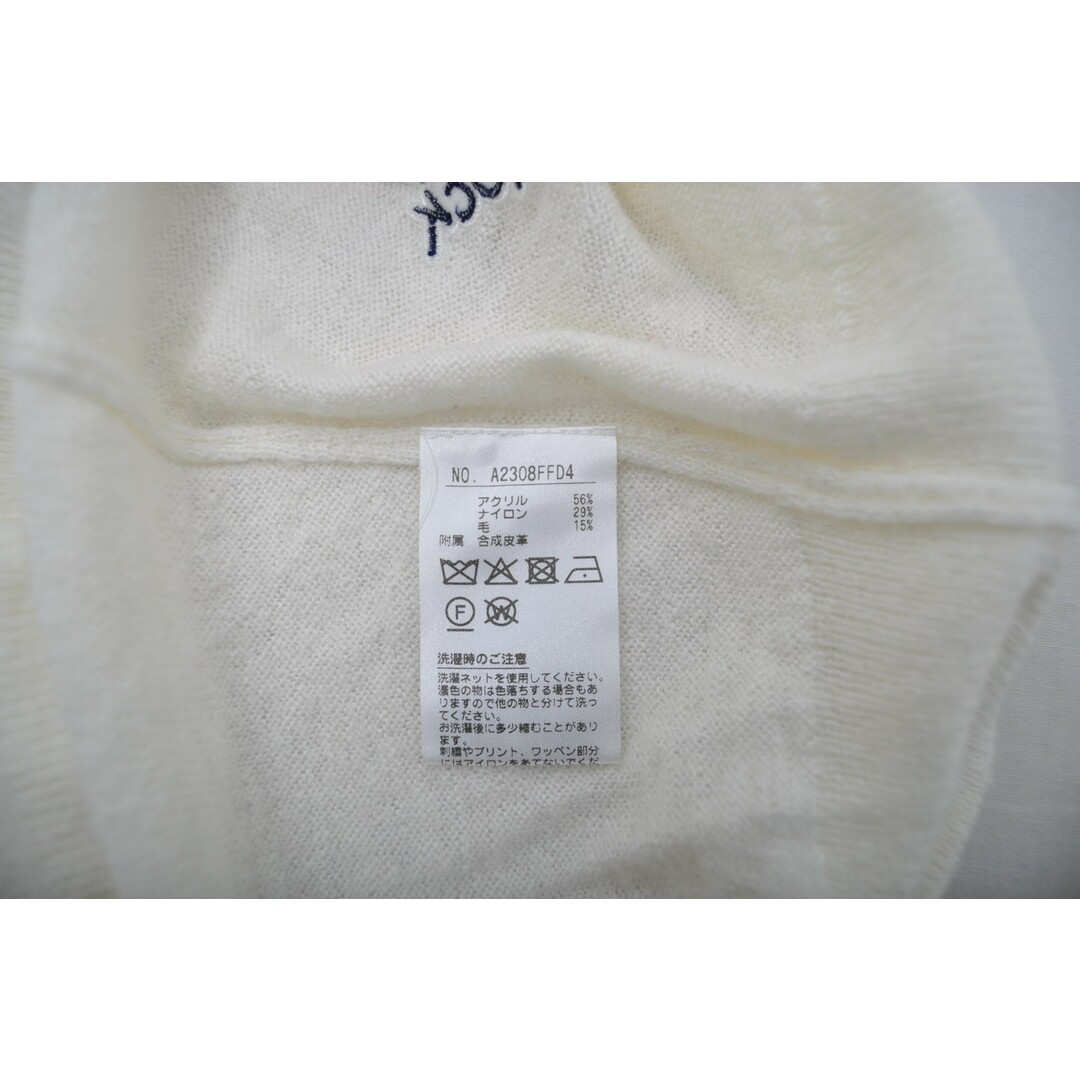 OCK
NO. A2308FFD4
アクリル 56%
ナイロン 29%
毛 15%
附属 合成皮革
F W
洗濯時のご注意
洗濯ネットを使用してください。
濃色の物は色落ちする場合もあ
りますので他の物と分けて洗っ
てください。
お洗濯後に多少縮むことがあり
ます。
刺繍やプリント、ワッペン部分
にはアイロンをあてないでくだ